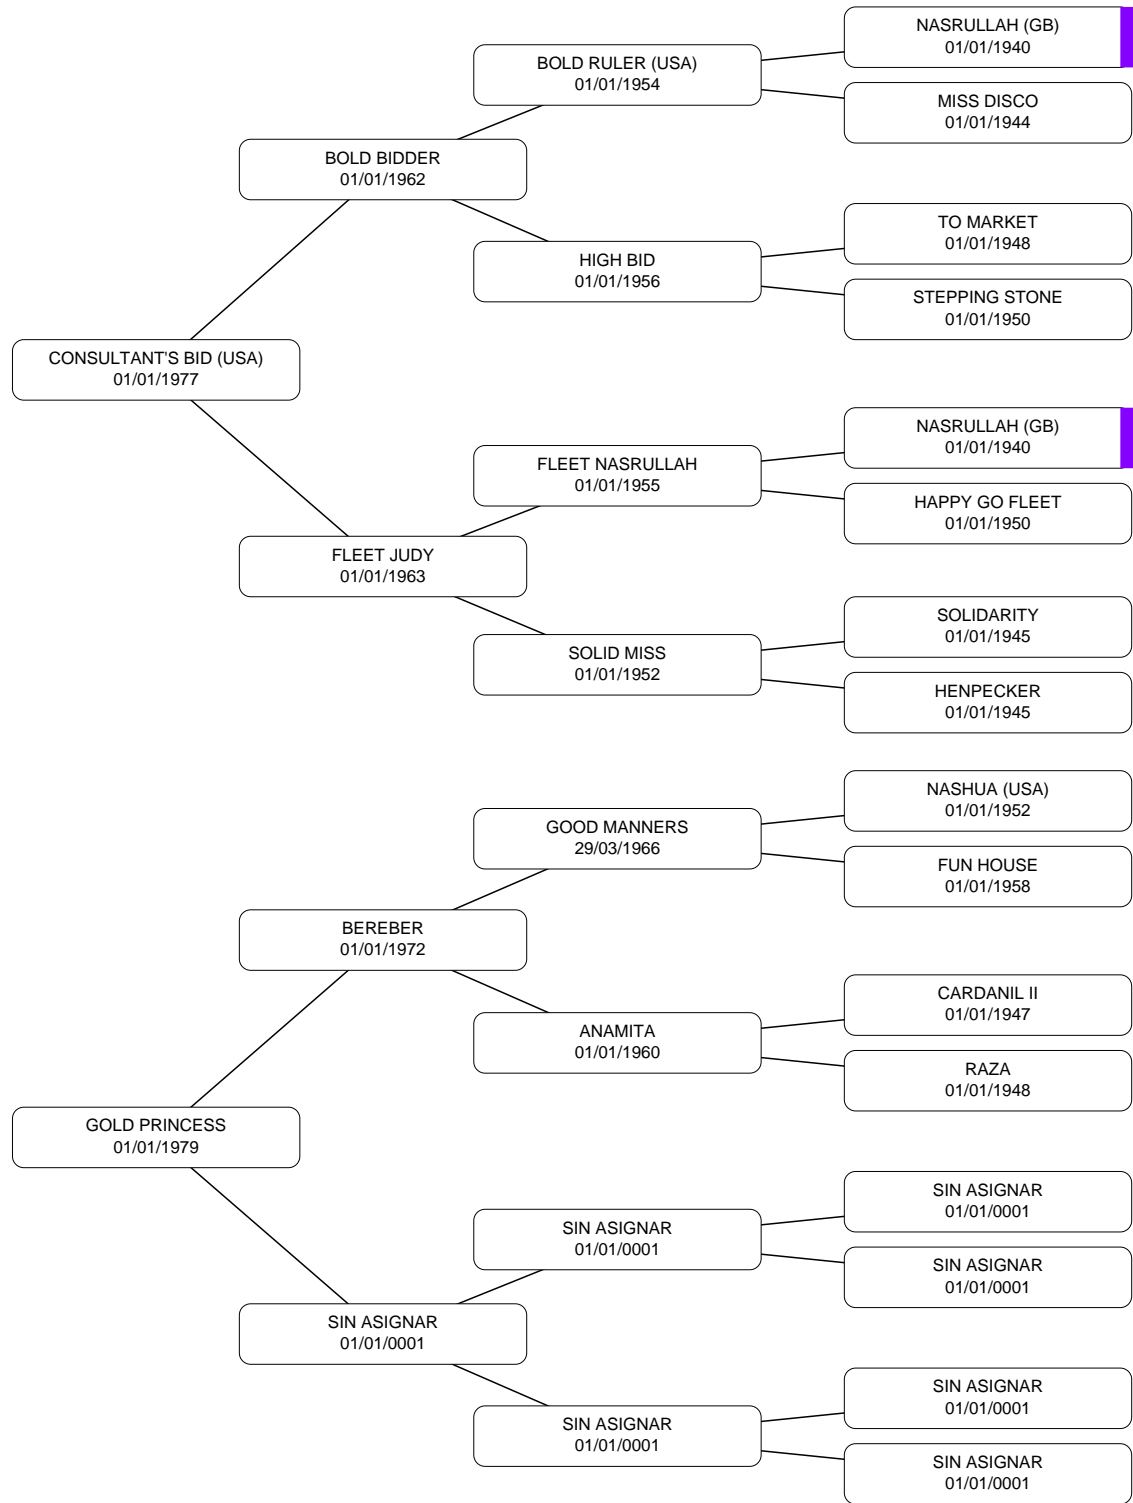 NASRULLAH (GB)
01/01/1940
BOLD RULER (USA)
01/01/1954
MISS DISCO
01/01/1944
BOLD BIDDER
01/01/1962
TO MARKET
01/01/1948
HIGH BID
01/01/1956
STEPPING STONE
01/01/1950
CONSULTANT'S BID (USA)
01/01/1977
NASRULLAH (GB)
01/01/1940
FLEET NASRULLAH
01/01/1955
HAPPY GO FLEET
01/01/1950
FLEET JUDY
01/01/1963
SOLIDARITY
01/01/1945
SOLID MISS
01/01/1952
HENPECKER
01/01/1945
NASHUA (USA)
01/01/1952
GOOD MANNERS
29/03/1966
FUN HOUSE
01/01/1958
BEREBER
01/01/1972
CARDANIL II
01/01/1947
ANAMITA
01/01/1960
RAZA
01/01/1948
GOLD PRINCESS
01/01/1979
SIN ASIGNAR
01/01/0001
SIN ASIGNAR
01/01/0001
SIN ASIGNAR
01/01/0001
SIN ASIGNAR
01/01/0001
SIN ASIGNAR
01/01/0001
SIN ASIGNAR
01/01/0001
SIN ASIGNAR
01/01/0001